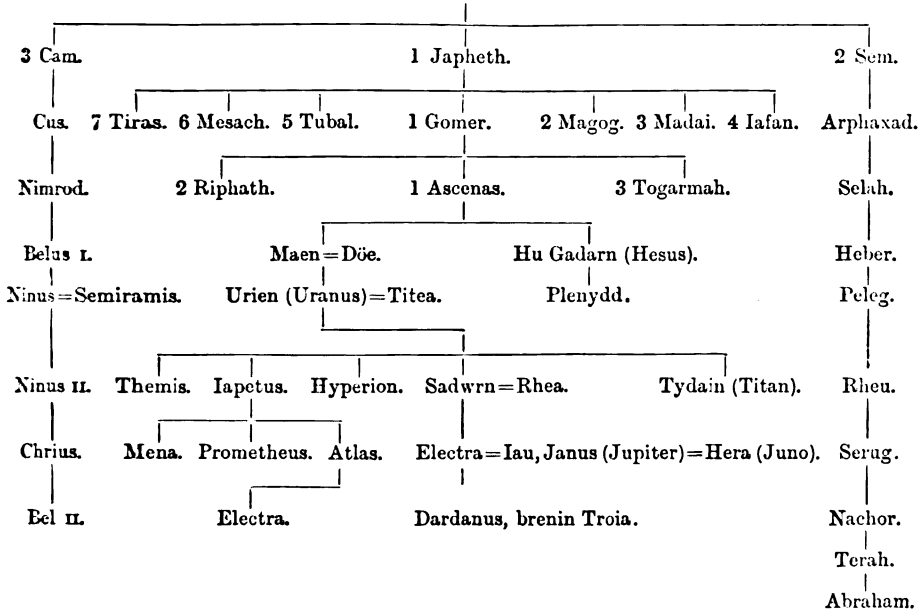 3 Cam. 1 Japheth. 2 Sem.
Cus. 7 Tiras. 6 Mesach. 5 Tubal. 1 Gomer. 2 Magog. 3 Madai. 4 Iafan. Arphaxad.
Nimrod. 2 Riphath. 1 Ascenas. 3 Togarmah. Selah.
Belus I. Maen=Döe. Hu Gadarn (Hesus). Heber.
Ninus=Semiramis. Urien (Uranus)=Titea. Plenydd. Peleg.
Ninus II. Themis. Iapetus. Hyperion. Sadwrn=Rhea. Tydain (Titan). Rheu.
Chrius. Mena. Prometheus. Atlas. Electra=Iau, Janus (Jupiter)=Hera (Juno). Serug.
Bel II. Electra. Dardanus, brenin Troia. Nachor.
Terah.
Abraham.